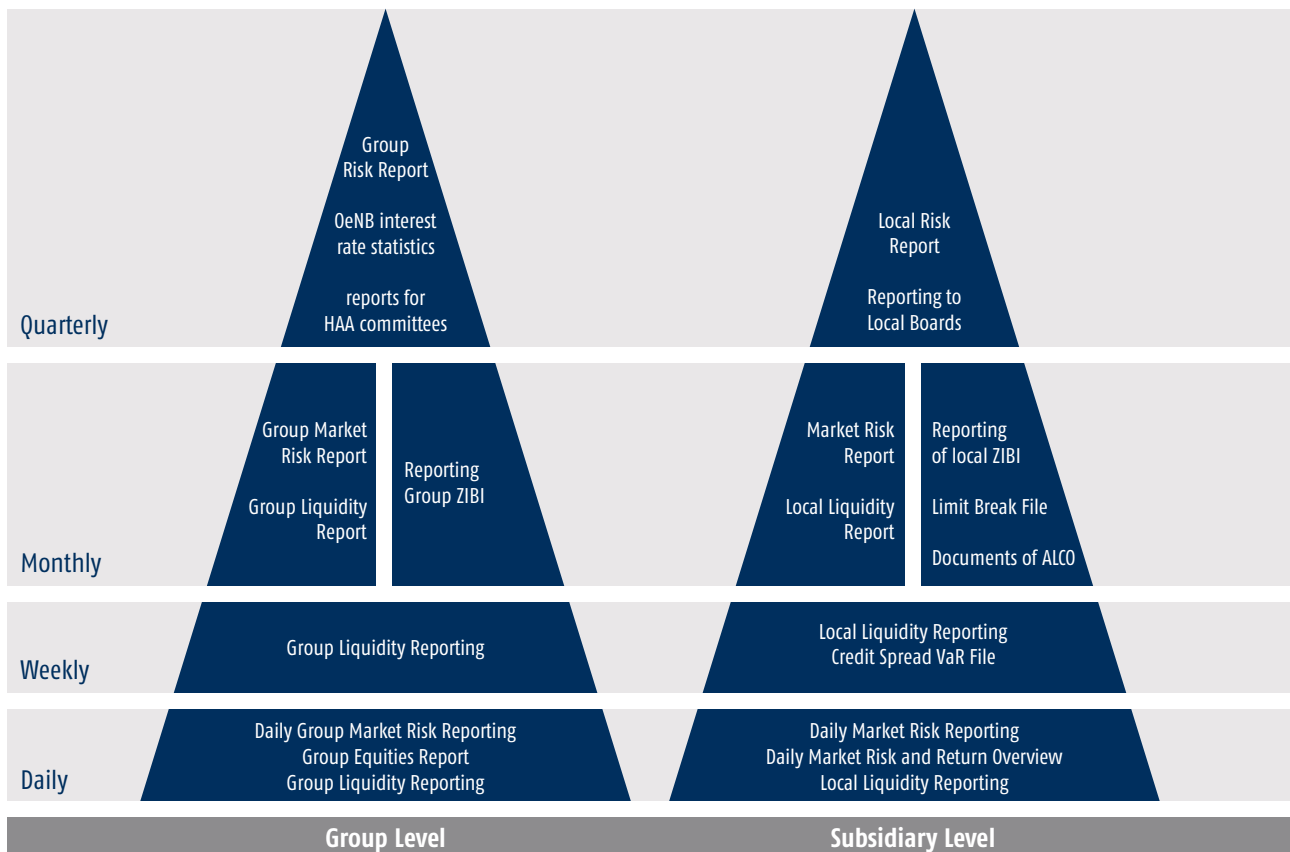 Quarterly
Group
Risk Report
OeNB interest
rate statistics
reports for
HAA committees
Local Risk
Report
Reporting to
Local Boards
Monthly
Group Market
Risk Report
Group Liquidity
Report
Reporting
Group ZIBI
Market Risk
Report
Local Liquidity
Report
Reporting
of local ZIBI
Limit Break File
Documents of ALCO
Weekly
Group Liquidity Reporting
Local Liquidity Reporting
Credit Spread VaR File
Daily
Daily Group Market Risk Reporting
Group Equities Report
Group Liquidity Reporting
Daily Market Risk Reporting
Daily Market Risk and Return Overview
Local Liquidity Reporting
Group Level
Subsidiary Level